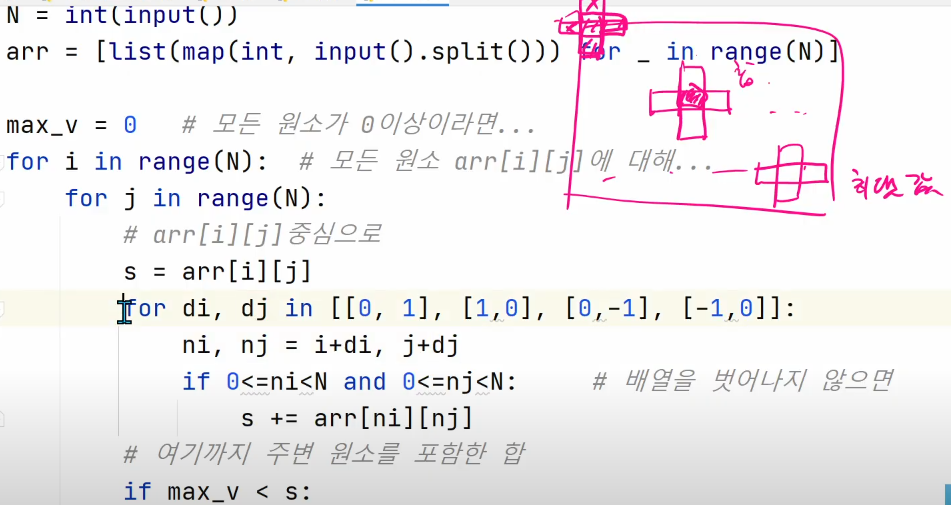 N = int(input())
arr = [list(map(int, input().split())) for _ in range(N)]
max_v = 0   # 모든 원소가 0이상이라면...
for i in range(N):  # 모든 원소 arr[i][j]에 대해...
    for j in range(N):
        # arr[i][j]중심으로
        s = arr[i][j]
최댓값
        for di, dj in [[0, 1], [1,0], [0,-1], [-1,0]]:
            ni, nj = i+di, j+dj
            if 0<=ni<N and 0<=nj<N:     # 배열을 벗어나지 않으면
                s += arr[ni][nj]
        # 여기까지 주변 원소를 포함한 합
        if max_v < s: